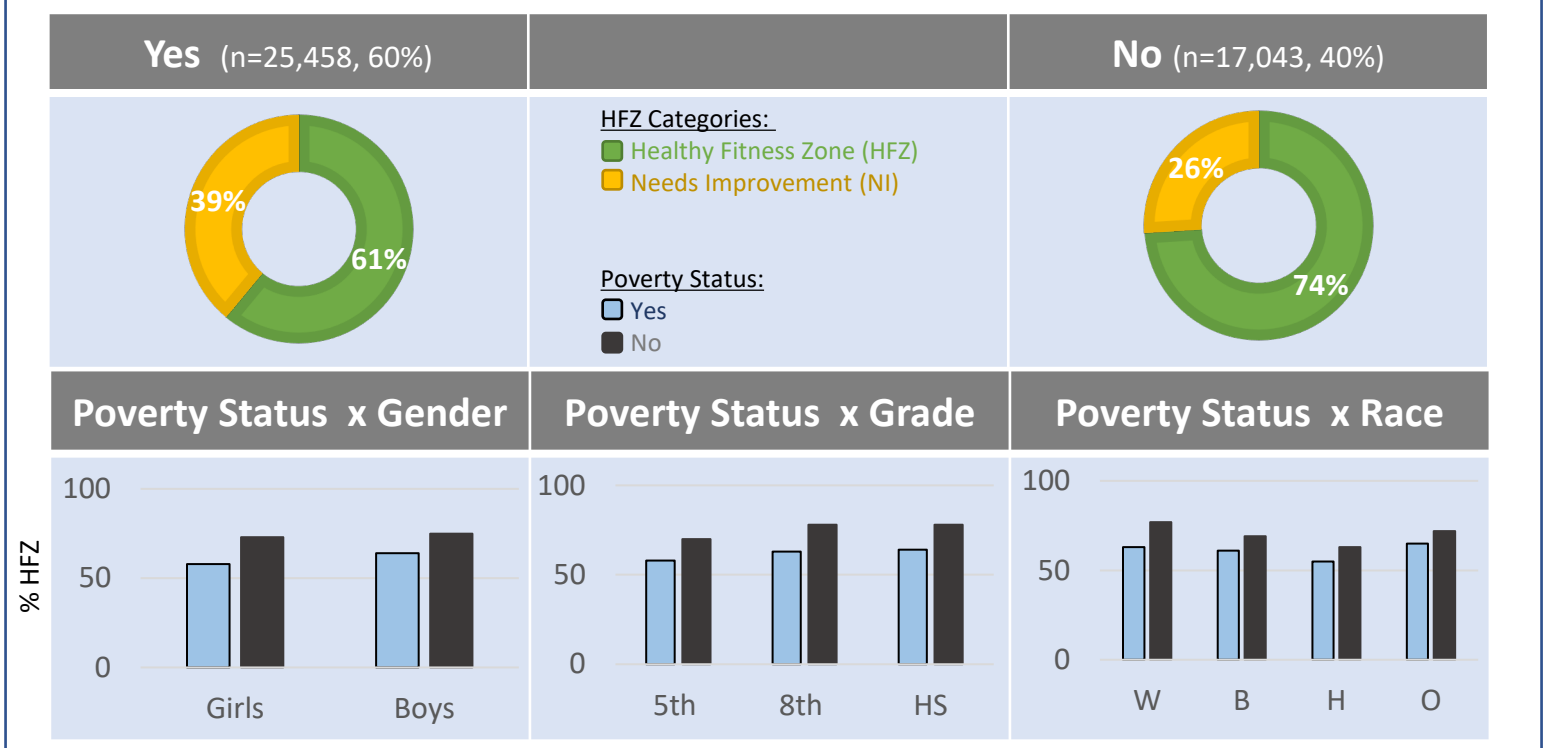 Yes (n=25,458, 60%)
No (n=17,043, 40%)
39%
61%
HFZ Categories:
Healthy Fitness Zone (HFZ)
Needs Improvement (NI)
Poverty Status:
Yes
No
26%
74%
Poverty Status x Gender
Poverty Status x Grade
Poverty Status x Race
% HFZ
100
50
0
Girls Boys
100
50
0
5th 8th HS
100
50
0
W B H O